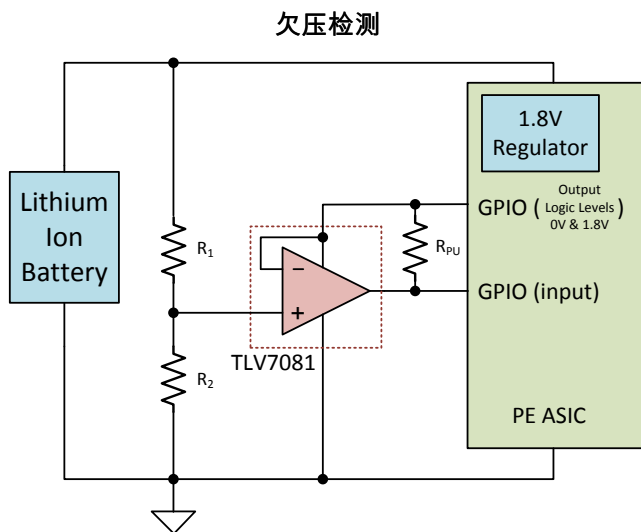 欠压检测
1.8V
Regulator
Lithium
Ion
Battery
R1
R2
TLV7081
−
+
RPU
GPIO (
Output
Logic Levels
0V & 1.8V
)
GPIO (input)
PE ASIC